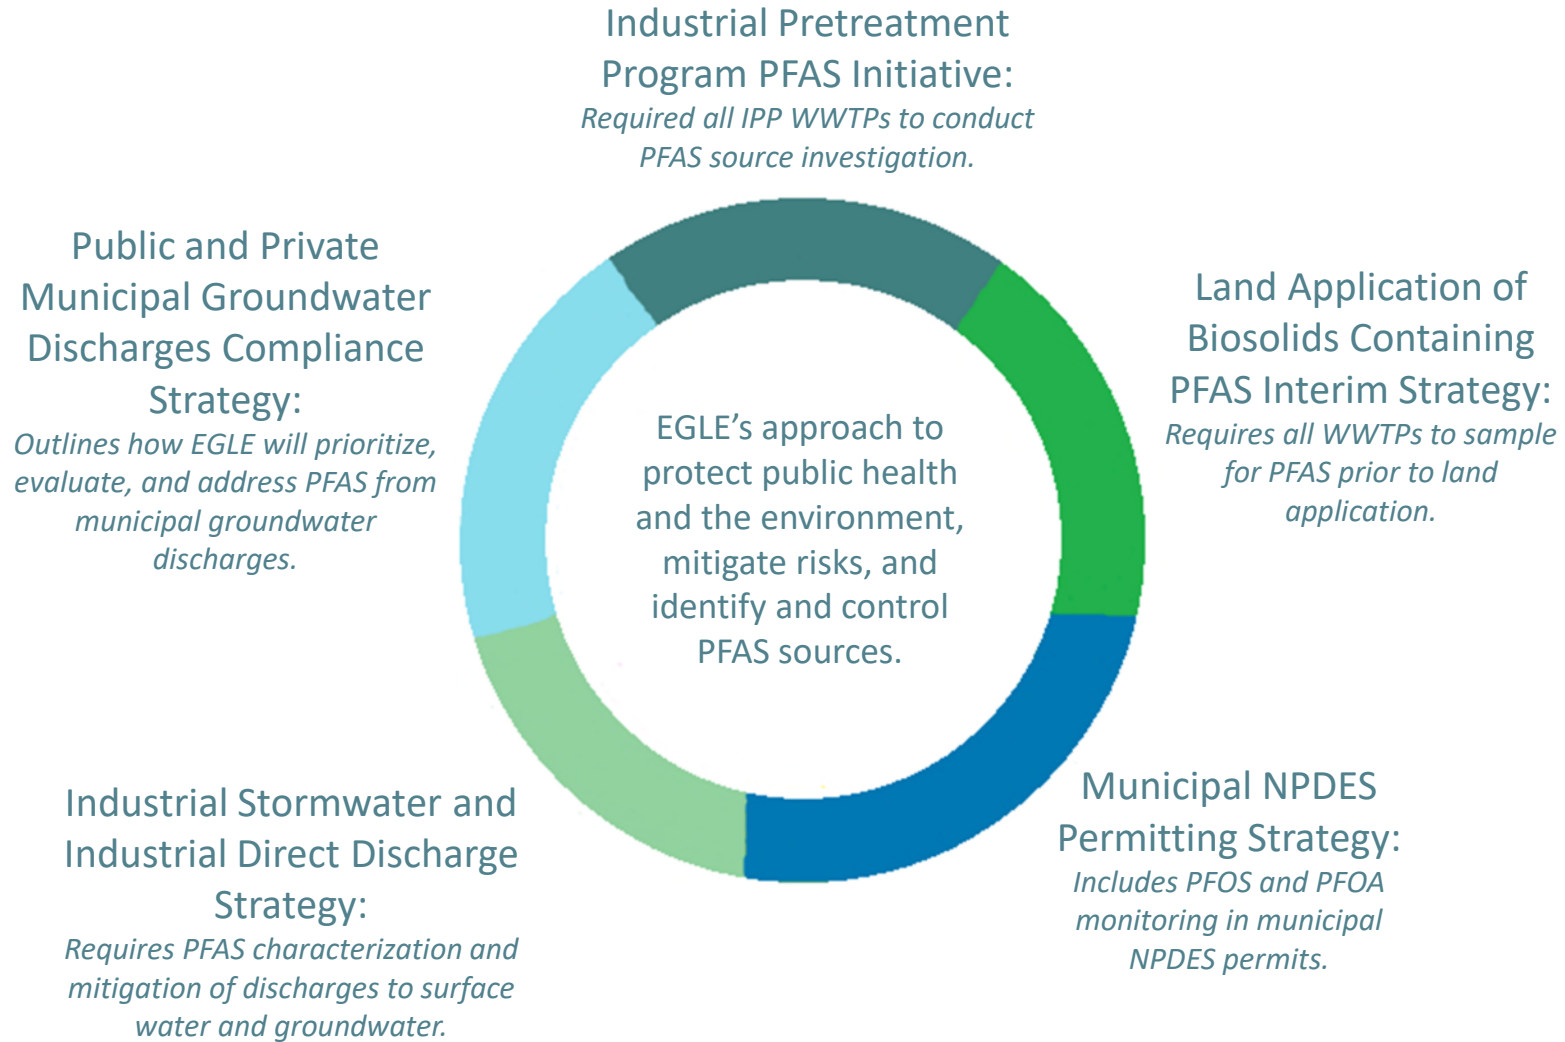 Industrial Pretreatment
Program PFAS Initiative:
Required all IPP WWTPs to conduct
PFAS source investigation.
Land Application of
Biosolids Containing
PFAS Interim Strategy:
Requires all WWTPs to sample
for PFAS prior to land
application.
Municipal NPDES
Permitting Strategy:
Includes PFOS and PFOA
monitoring in municipal
NPDES permits.
Industrial Stormwater and
Industrial Direct Discharge
Strategy:
Requires PFAS characterization and
mitigation of discharges to surface
water and groundwater.
Public and Private
Municipal Groundwater
Discharges Compliance
Strategy:
Outlines how EGLE will prioritize,
evaluate, and address PFAS from
municipal groundwater
discharges.
EGLE’s approach to
protect public health
and the environment,
mitigate risks, and
identify and control
PFAS sources.